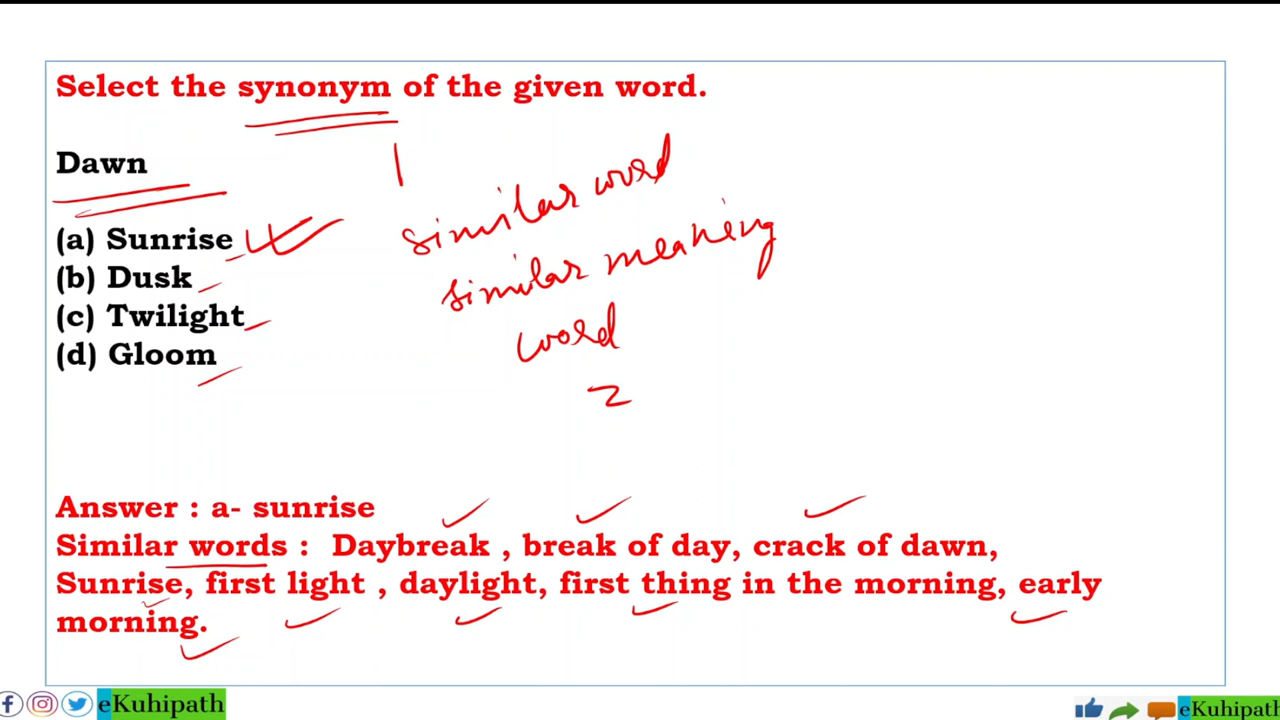 Select the synonym of the given word.
Dawn
(a) Sunrise
(b) Dusk
(c) Twilight
(d) Gloom
similar word
similar meaning
word
2
Answer : a- sunrise
Similar words : Daybreak , break of day, crack of dawn,
Sunrise, first light , daylight, first thing in the morning, early
morning.
eKuhipath
eKuhipath